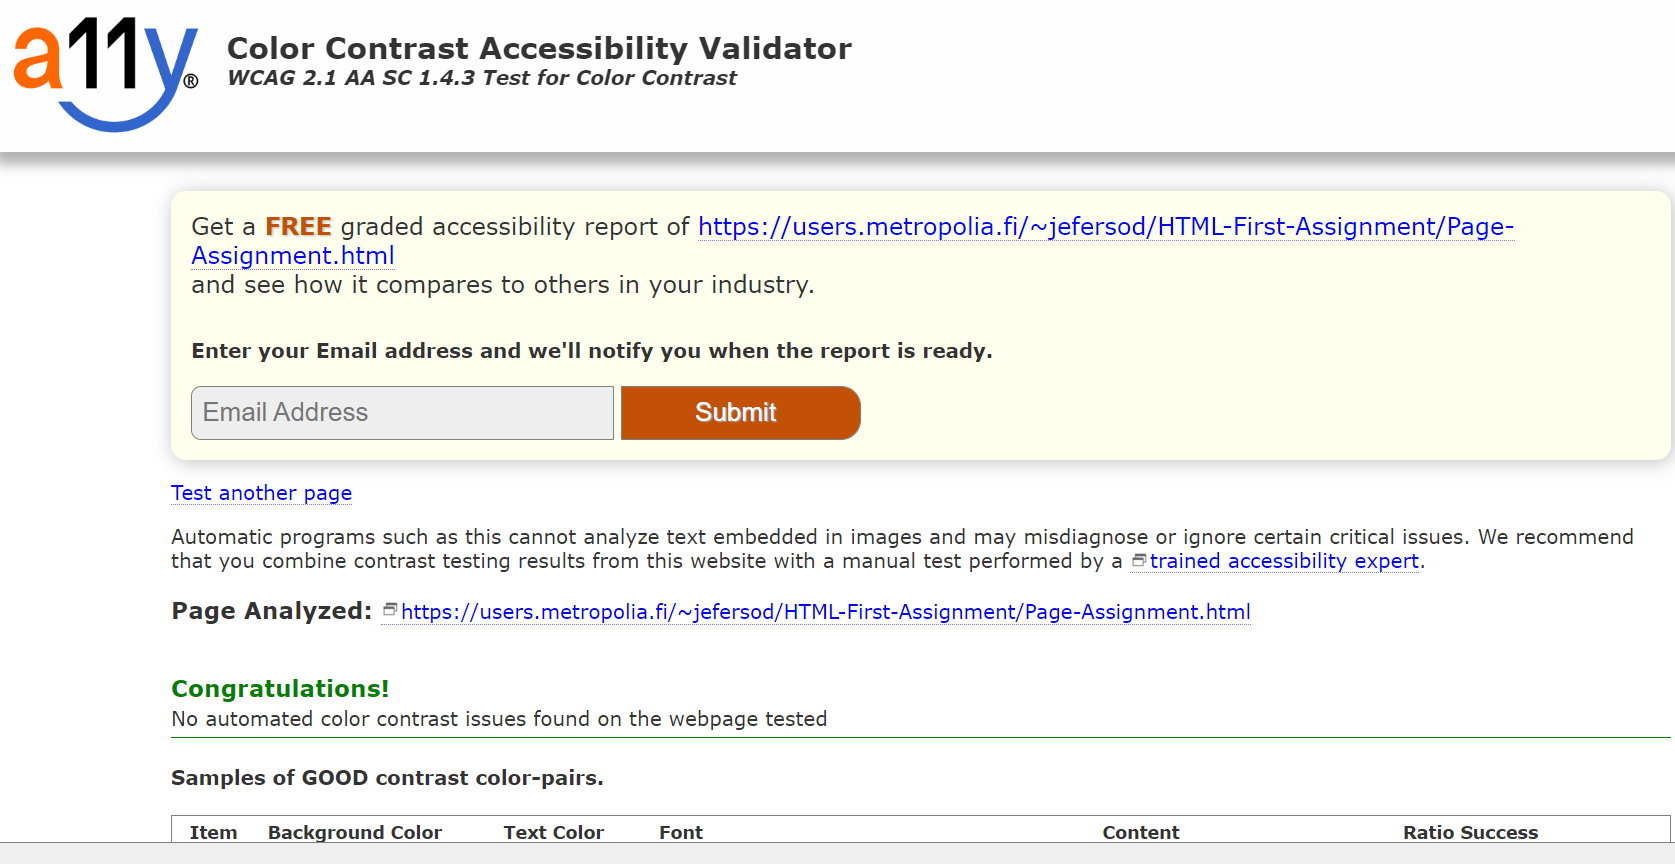 a11y®
Color Contrast Accessibility Validator
WCAG 2.1 AA SC 1.4.3 Test for Color Contrast
Get a FREE graded accessibility report of https://users.metropolia.fi/~jefersod/HTML-First-Assignment/Page-
Assignment.html
and see how it compares to others in your industry.
Enter your Email address and we'll notify you when the report is ready.
Email Address
Submit
Test another page
Automatic programs such as this cannot analyze text embedded in images and may misdiagnose or ignore certain critical issues. We recommend
that you combine contrast testing results from this website with a manual test performed by a trained accessibility expert.
Page Analyzed: https://users.metropolia.fi/~jefersod/HTML-First-Assignment/Page-Assignment.html
Congratulations!
No automated color contrast issues found on the webpage tested
Samples of GOOD contrast color-pairs.
Item Background Color Text Color Font Content Ratio Success